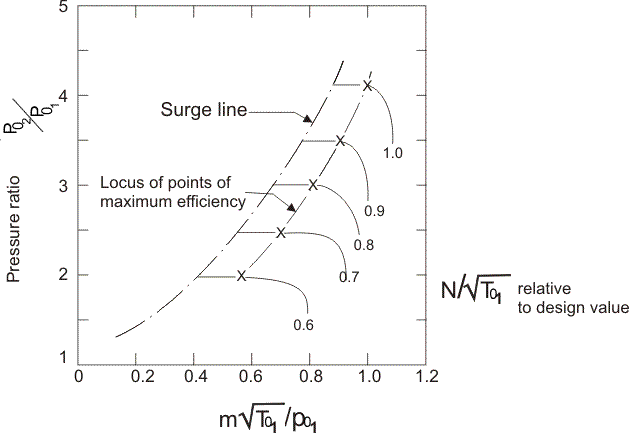 5
4
3
2
1
Pressure ratio
P02/P01
Surge line
Locus of points of
maximum efficiency
1.0
0.9
0.8
0.7
0.6
N/√T01 relative
to design value
0 0.2 0.4 0.6 0.8 1.0 1.2
m√T01/p01